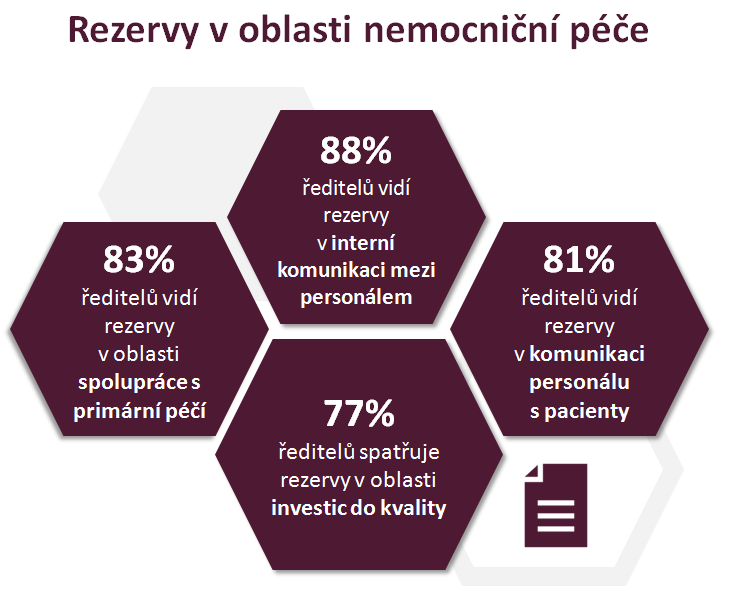 Rezervy v oblasti nemocniční péče
88%
ředitelů vidí
rezervy
v interní
komunikaci mezi
personálem
83%
ředitelů vidí
rezervy
v oblasti
spolupráce s
primární péčí
81%
ředitelů vidí
rezervy
v komunikaci
personálu
s pacienty
77%
ředitelů spatřuje
rezervy v oblasti
investic do kvality